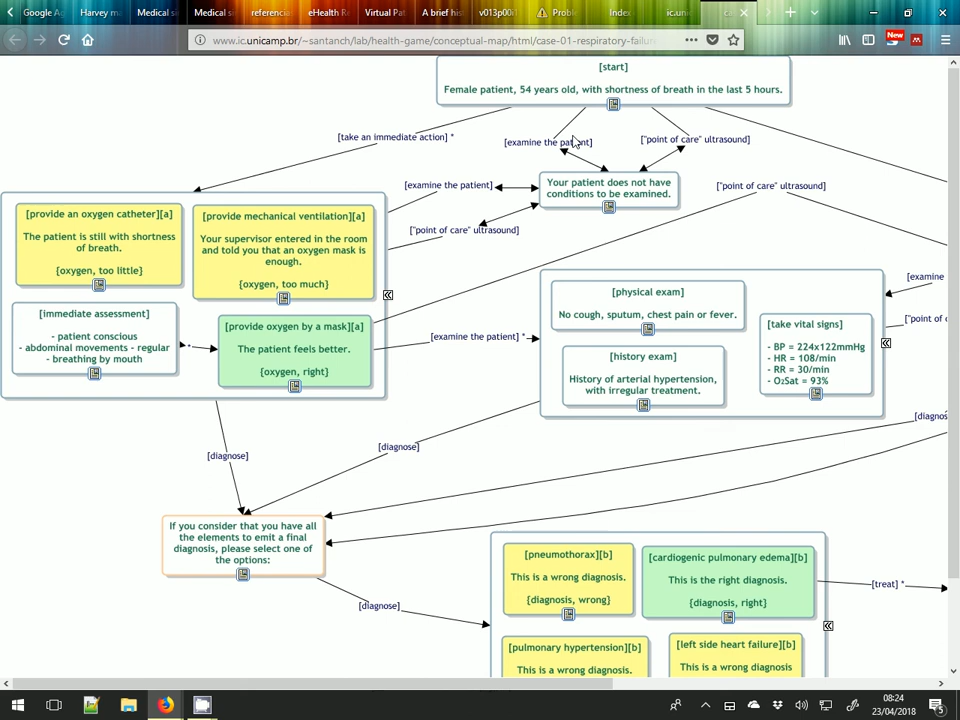 Google A
Harvey m
Medical si
Medical si
referencia
eHealth Re
Virtual Pat
A brief his
v013p00
Proble
Index
ic.uni
ca
www.ic.unicamp.br/~santanch/lab/health-game/conceptual-map/html/case-01-respiratory-failur
New
[start]
Female patient, 54 years old, with shortness of breath in the last 5 hours.
[take an immediate action] *
[examine the patient]
["point of care" ultrasound]
[examine the patient]
Your patient does not have
conditions to be examined.
["point of care" ultrasound]
["point of care" ultrasound]
[provide an oxygen catheter][a]
The patient is still with shortness
of breath.
{oxygen, too little}
[provide mechanical ventilation][a]
Your supervisor entered in the room
and told you that an oxygen mask is
enough.
{oxygen, too much}
[immediate assessment]
- patient conscious
- abdominal movements - regular
- breathing by mouth
*
[provide oxygen by a mask][a]
The patient feels better.
{oxygen, right}
[examine the patient] *
[physical exam]
No cough, sputum, chest pain or fever.
[history exam]
History of arterial hypertension,
with irregular treatment.
[take vital signs]
- BP = 224x122mmHg
- HR = 108/min
- RR = 30/min
- O₂Sat = 93%
[examine
["point of c
[diagnos
[diagnose]
[diagnose]
If you consider that you have all
the elements to emit a final
diagnosis, please select one of
the options:
[diagnose]
[pneumothorax][b]
This is a wrong diagnosis.
{diagnosis, wrong}
[cardiogenic pulmonary edema][b]
This is the right diagnosis.
{diagnosis, right}
[treat] *
[pulmonary hypertension][b]
This is a wrong diagnosis.
[left side heart failure][b]
This is a wrong diagnosis
08:24
23/04/2018
5